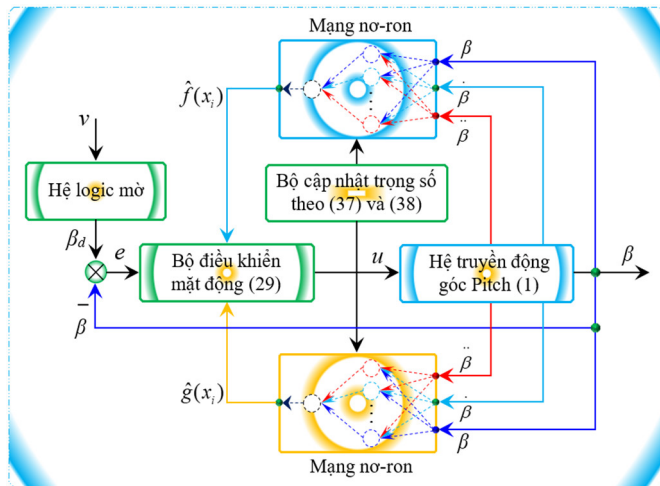 Mạng nơ-ron
β
f̂(xᵢ)
β̇
β̈
v
Hệ logic mờ
Bộ cập nhật trọng số
theo (37) và (38)
β_d
e
Bộ điều khiển
mặt động (29)
u
Hệ truyền động
góc Pitch (1)
β
−
β
β̈
ĝ(xᵢ)
β̇
β
Mạng nơ-ron